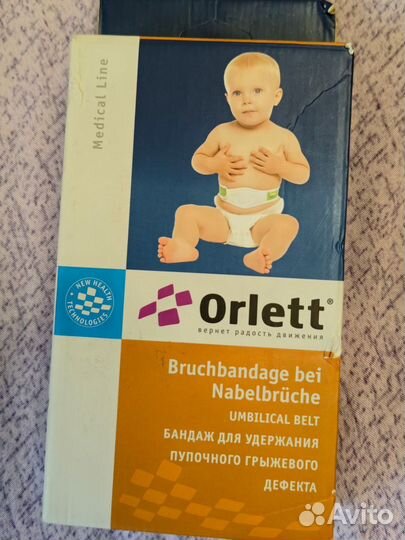 Medical Line
NEW HEALTH
TECHNOLOGIES
Orlett®
вернет радость движения
Bruchbandage bei
Nabelbrüche
UMBILICAL BELT
БАНДАЖ ДЛЯ УДЕРЖАНИЯ
ПУПОЧНОГО ГРЫЖЕВОГО
ДЕФЕКТА
Avito